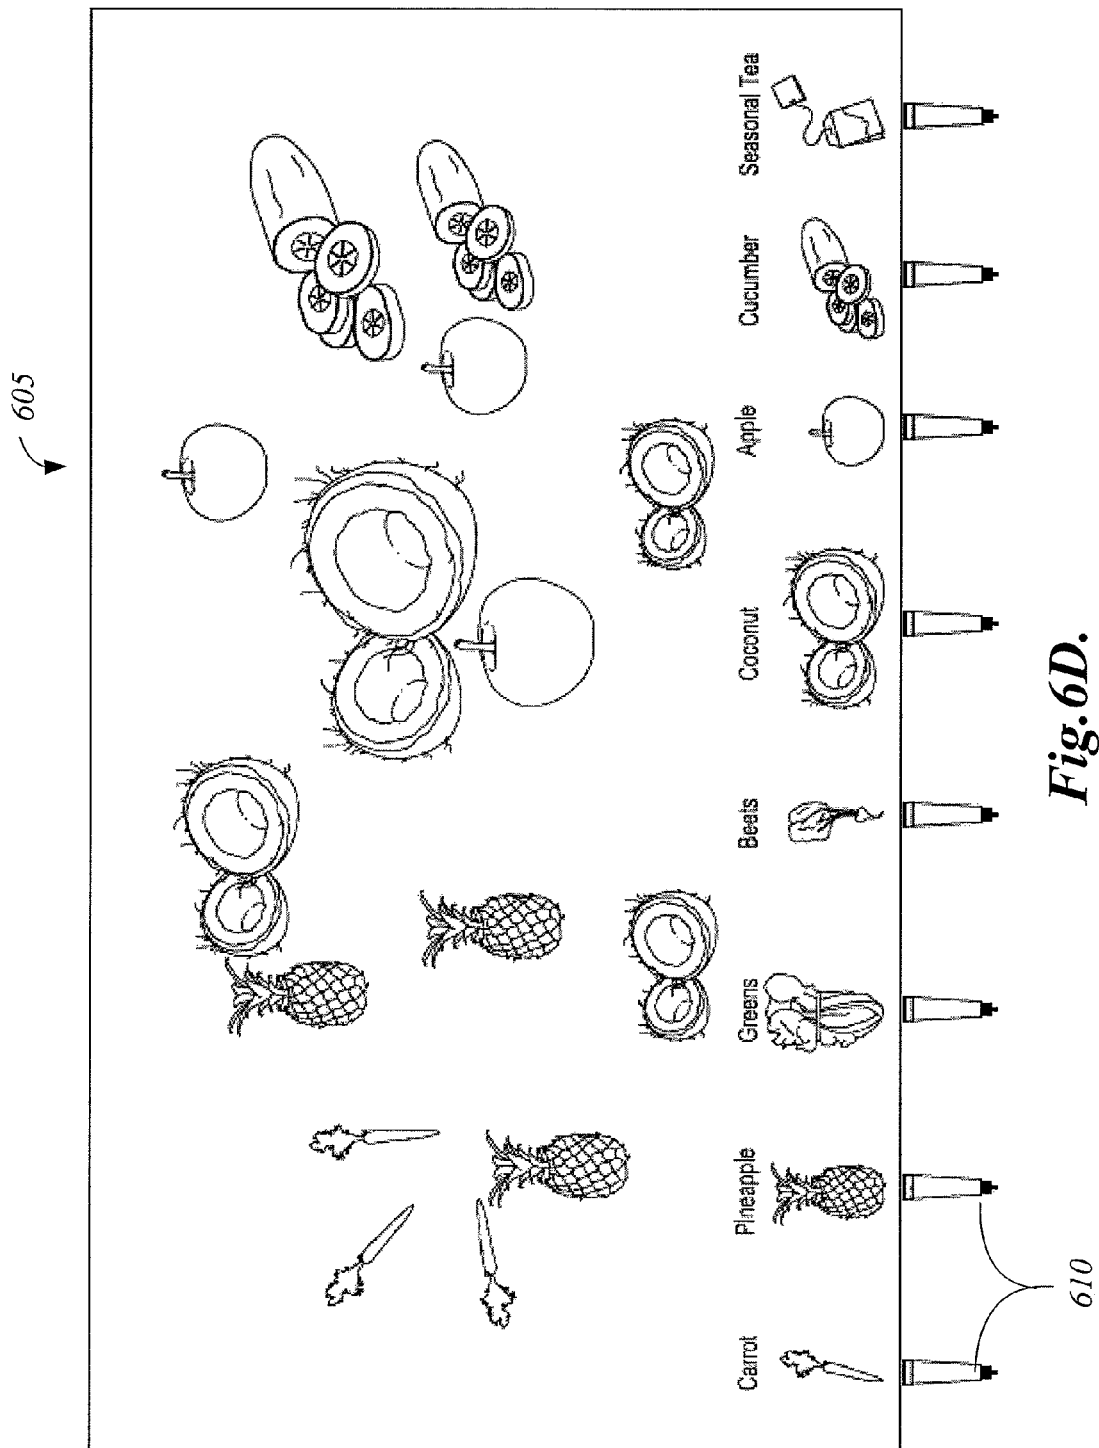 605
Carrot
Pineapple
Greens
Beets
Coconut
Apple
Cucumber
Seasonal Tea
610
Fig.6D.